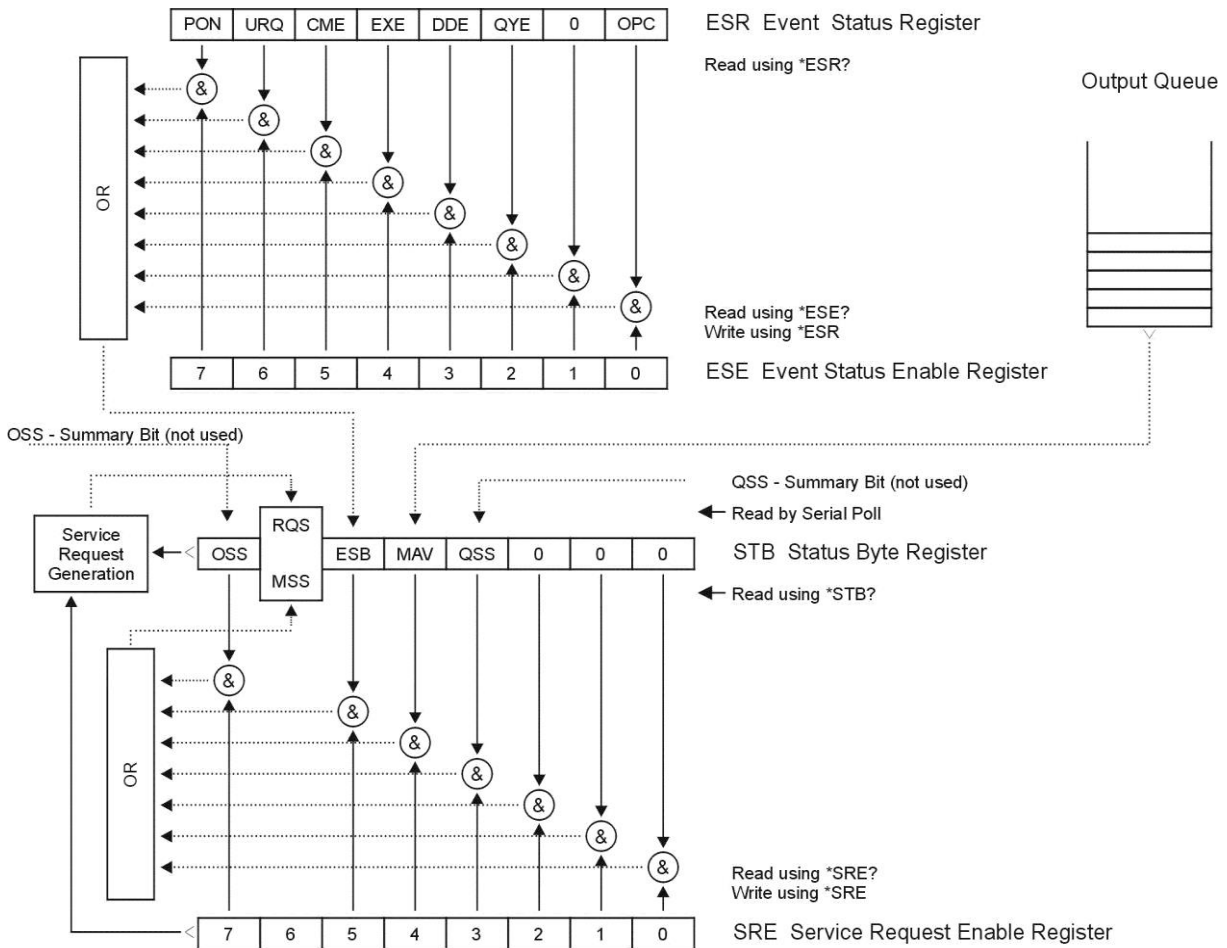 PON URQ CME EXE DDE QYE 0 OPC
ESR Event Status Register
Read using *ESR?
Output Queue
&
&
&
&
&
&
&
&
OR
Read using *ESE?
Write using *ESR
7 6 5 4 3 2 1 0
ESE Event Status Enable Register
OSS - Summary Bit (not used)
QSS - Summary Bit (not used)
Read by Serial Poll
Service
Request
Generation
RQS
MSS
OSS ESB MAV QSS 0 0 0
STB Status Byte Register
Read using *STB?
&
&
&
&
&
&
&
OR
Read using *SRE?
Write using *SRE
7 6 5 4 3 2 1 0
SRE Service Request Enable Register